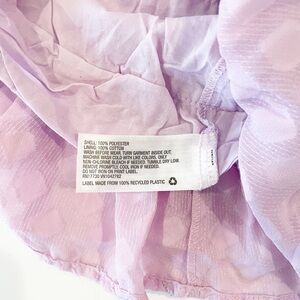 SHELL: 100% POLYESTER
LINING: 100% COTTON
WASH BEFORE WEAR. TURN GARMENT INSIDE OUT.
MACHINE WASH COLD WITH LIKE COLORS. ONLY
NON-CHLORINE BLEACH IF NEEDED. TUMBLE DRY LOW.
REMOVE PROMPTLY. COOL IRON IF NEEDED.
DO NOT IRON ON PRINT LABEL.
RN17730 VN1042762
LABEL MADE FROM 100% RECYCLED PLASTIC